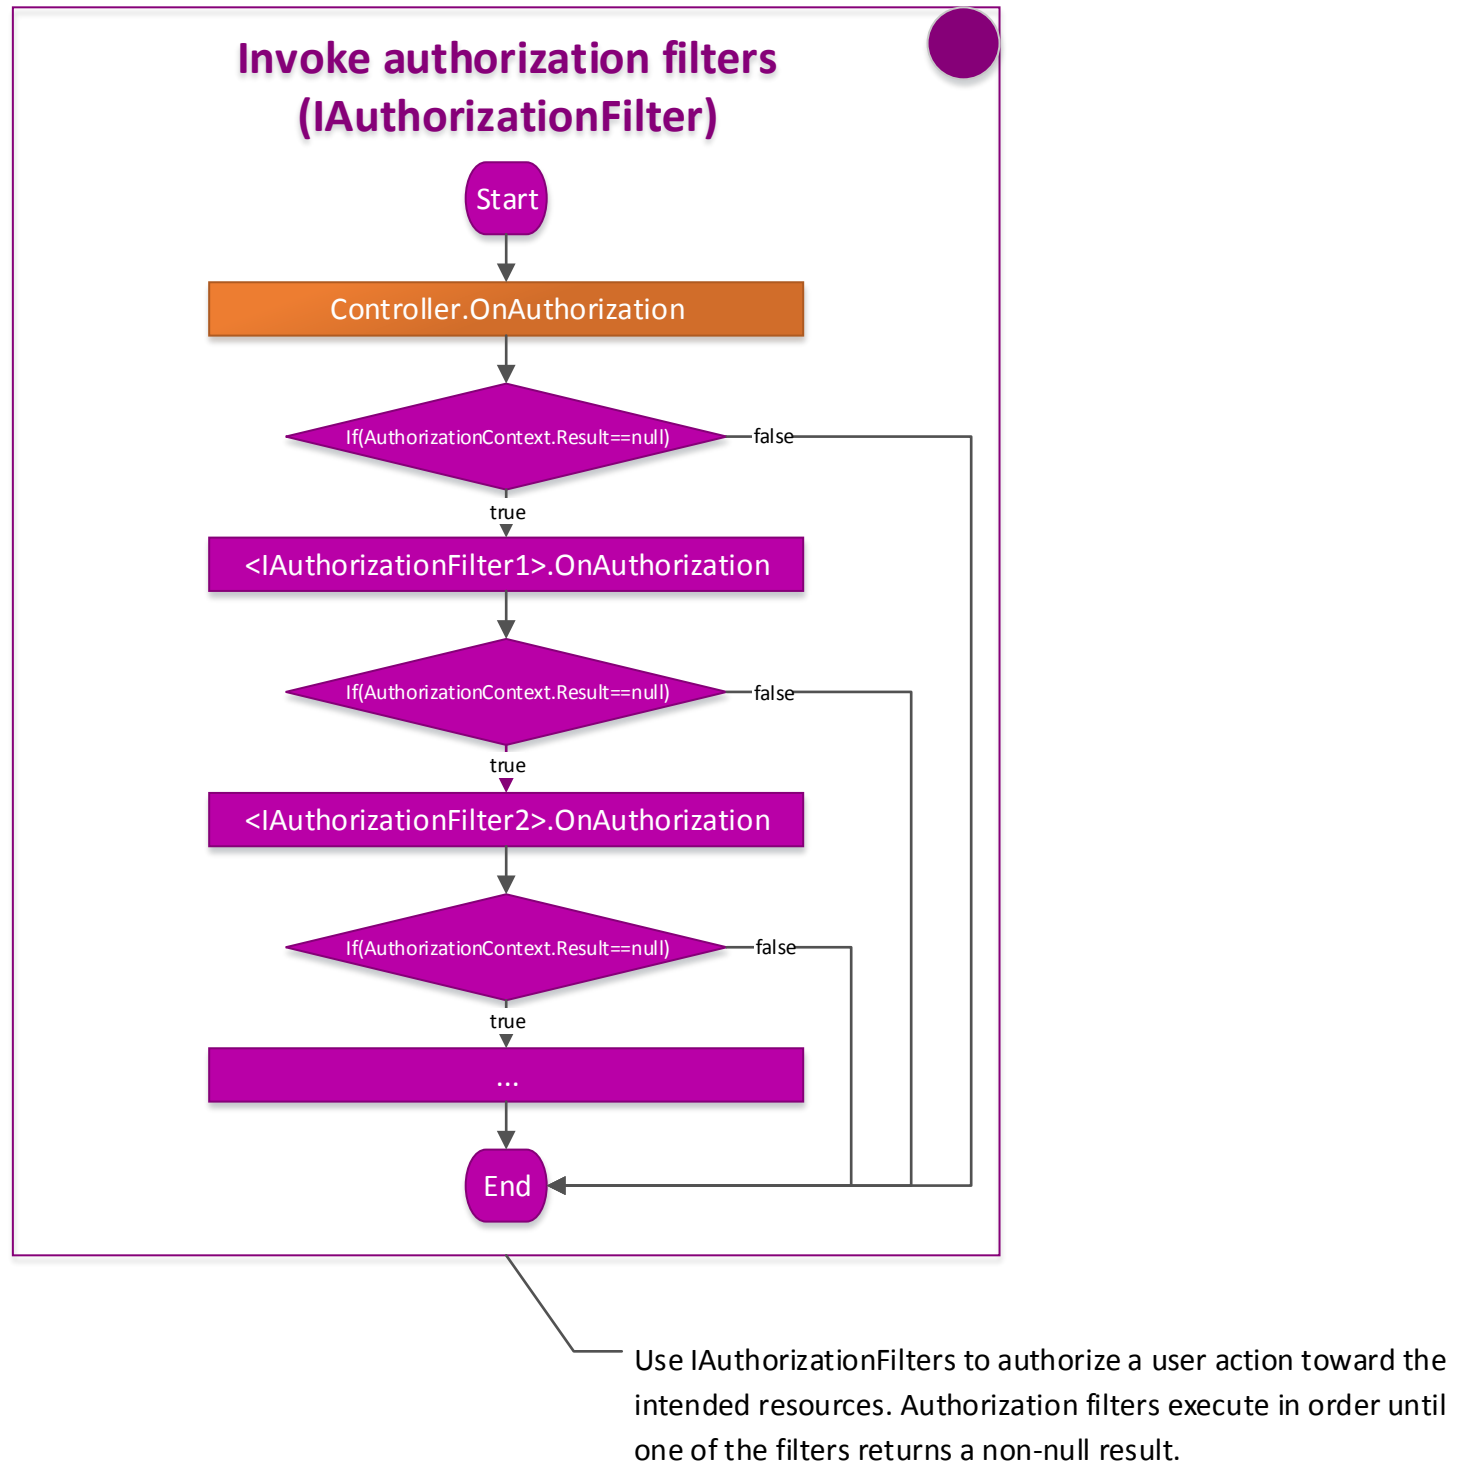 Invoke authorization filters
(IAuthorizationFilter)
Start
Controller.OnAuthorization
If(AuthorizationContext.Result==null)
false
true
<IAuthorizationFilter1>.OnAuthorization
If(AuthorizationContext.Result==null)
false
true
<IAuthorizationFilter2>.OnAuthorization
If(AuthorizationContext.Result==null)
false
true
...
End
Use IAuthorizationFilters to authorize a user action toward the
intended resources. Authorization filters execute in order until
one of the filters returns a non-null result.